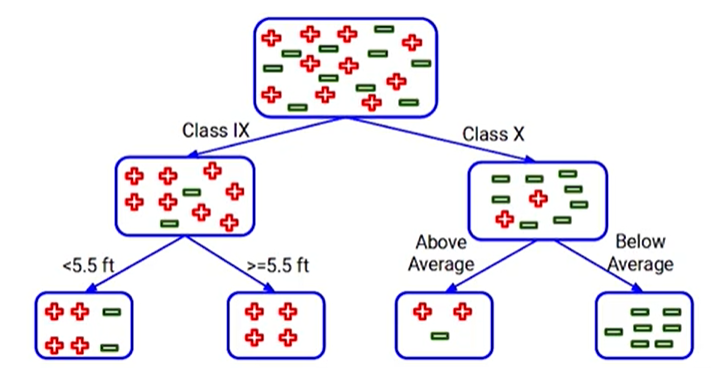 Class IX
Class X
<5.5 ft
>=5.5 ft
Above
Average
Below
Average